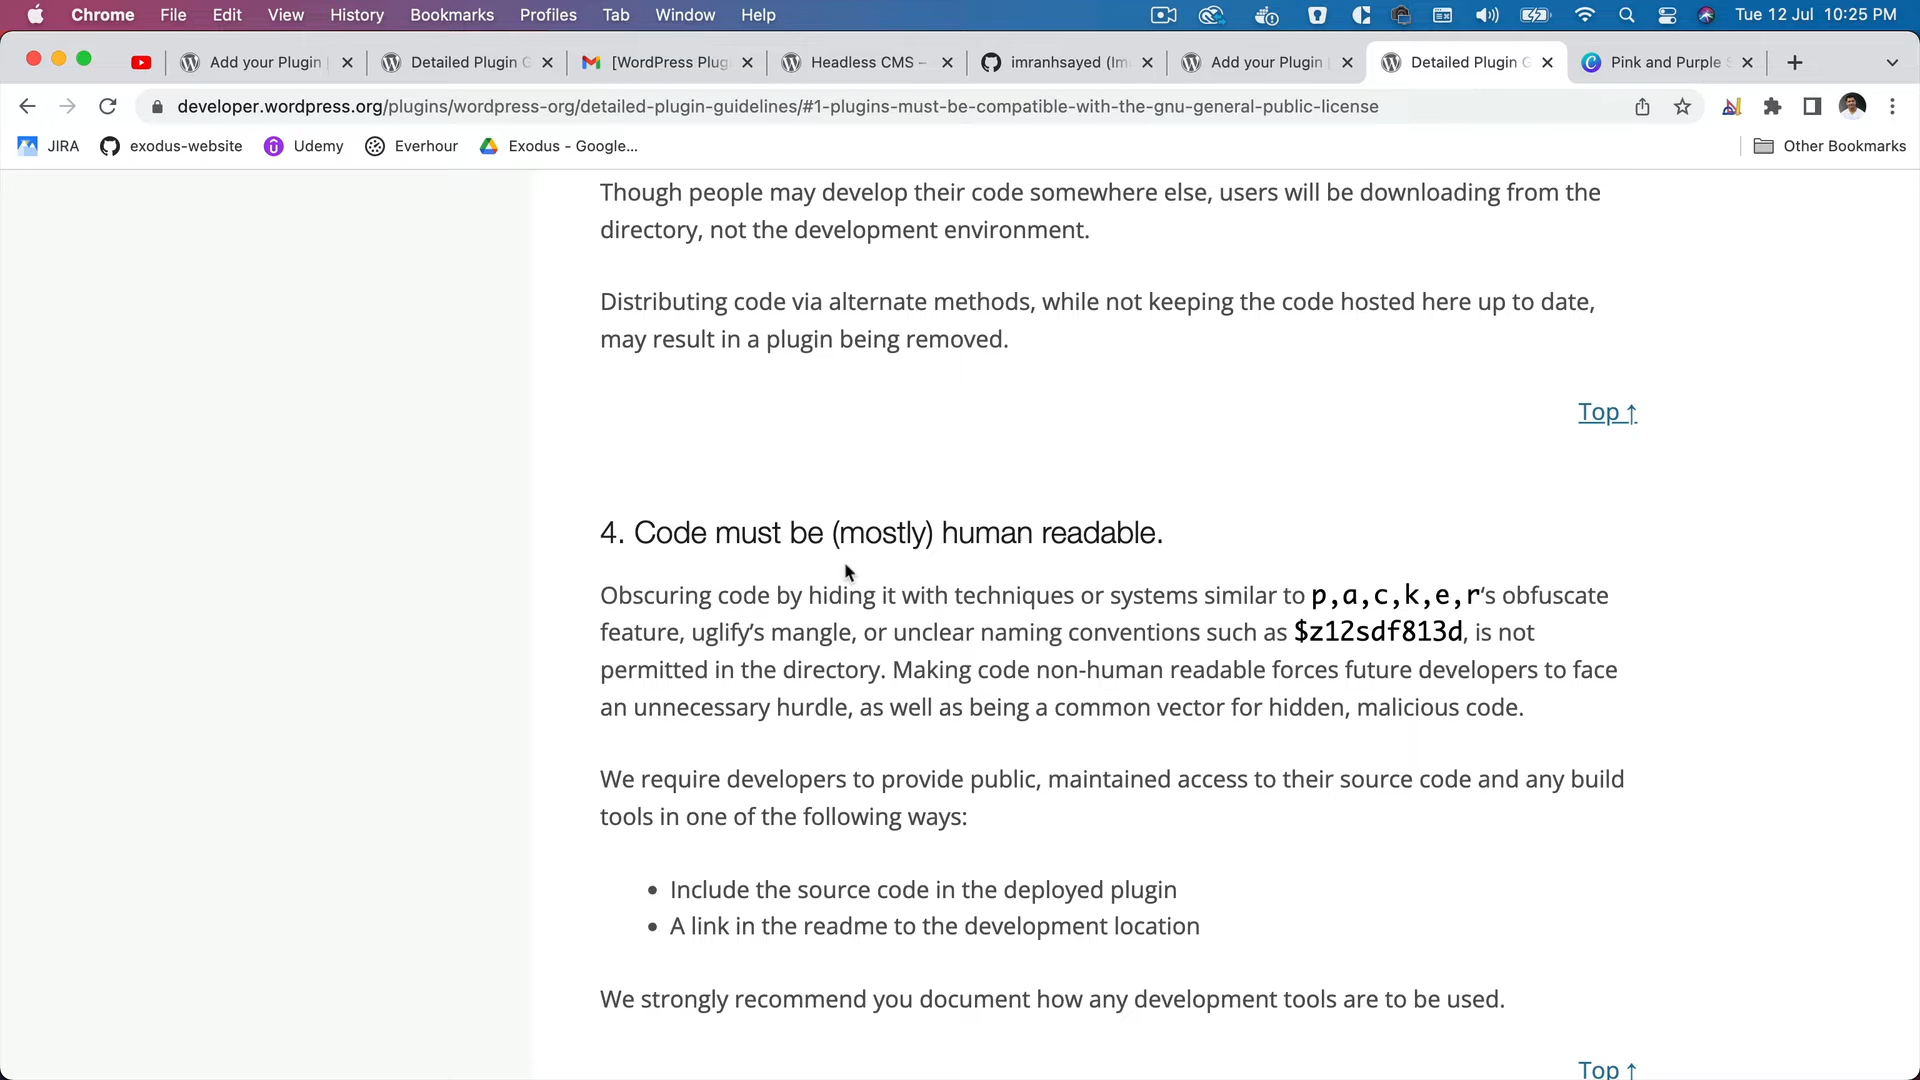 Chrome File Edit View History Bookmarks Profiles Tab Window Help Tue 12 Jul 10:25 PM
Add your Plugin Detailed Plugin G [WordPress Plug Headless CMS – imranhsayed (Im Add your Plugin Detailed Plugin G Pink and Purple S
developer.wordpress.org/plugins/wordpress-org/detailed-plugin-guidelines/#1-plugins-must-be-compatible-with-the-gnu-general-public-license
JIRA exodus-website Udemy Everhour Exodus - Google... Other Bookmarks
Though people may develop their code somewhere else, users will be downloading from the
directory, not the development environment.
Distributing code via alternate methods, while not keeping the code hosted here up to date,
may result in a plugin being removed.
Top ↑
4. Code must be (mostly) human readable.
Obscuring code by hiding it with techniques or systems similar to p,a,c,k,e,r‘s obfuscate
feature, uglify’s mangle, or unclear naming conventions such as $z12sdf813d, is not
permitted in the directory. Making code non-human readable forces future developers to face
an unnecessary hurdle, as well as being a common vector for hidden, malicious code.
We require developers to provide public, maintained access to their source code and any build
tools in one of the following ways:
• Include the source code in the deployed plugin
• A link in the readme to the development location
We strongly recommend you document how any development tools are to be used.
Top ↑